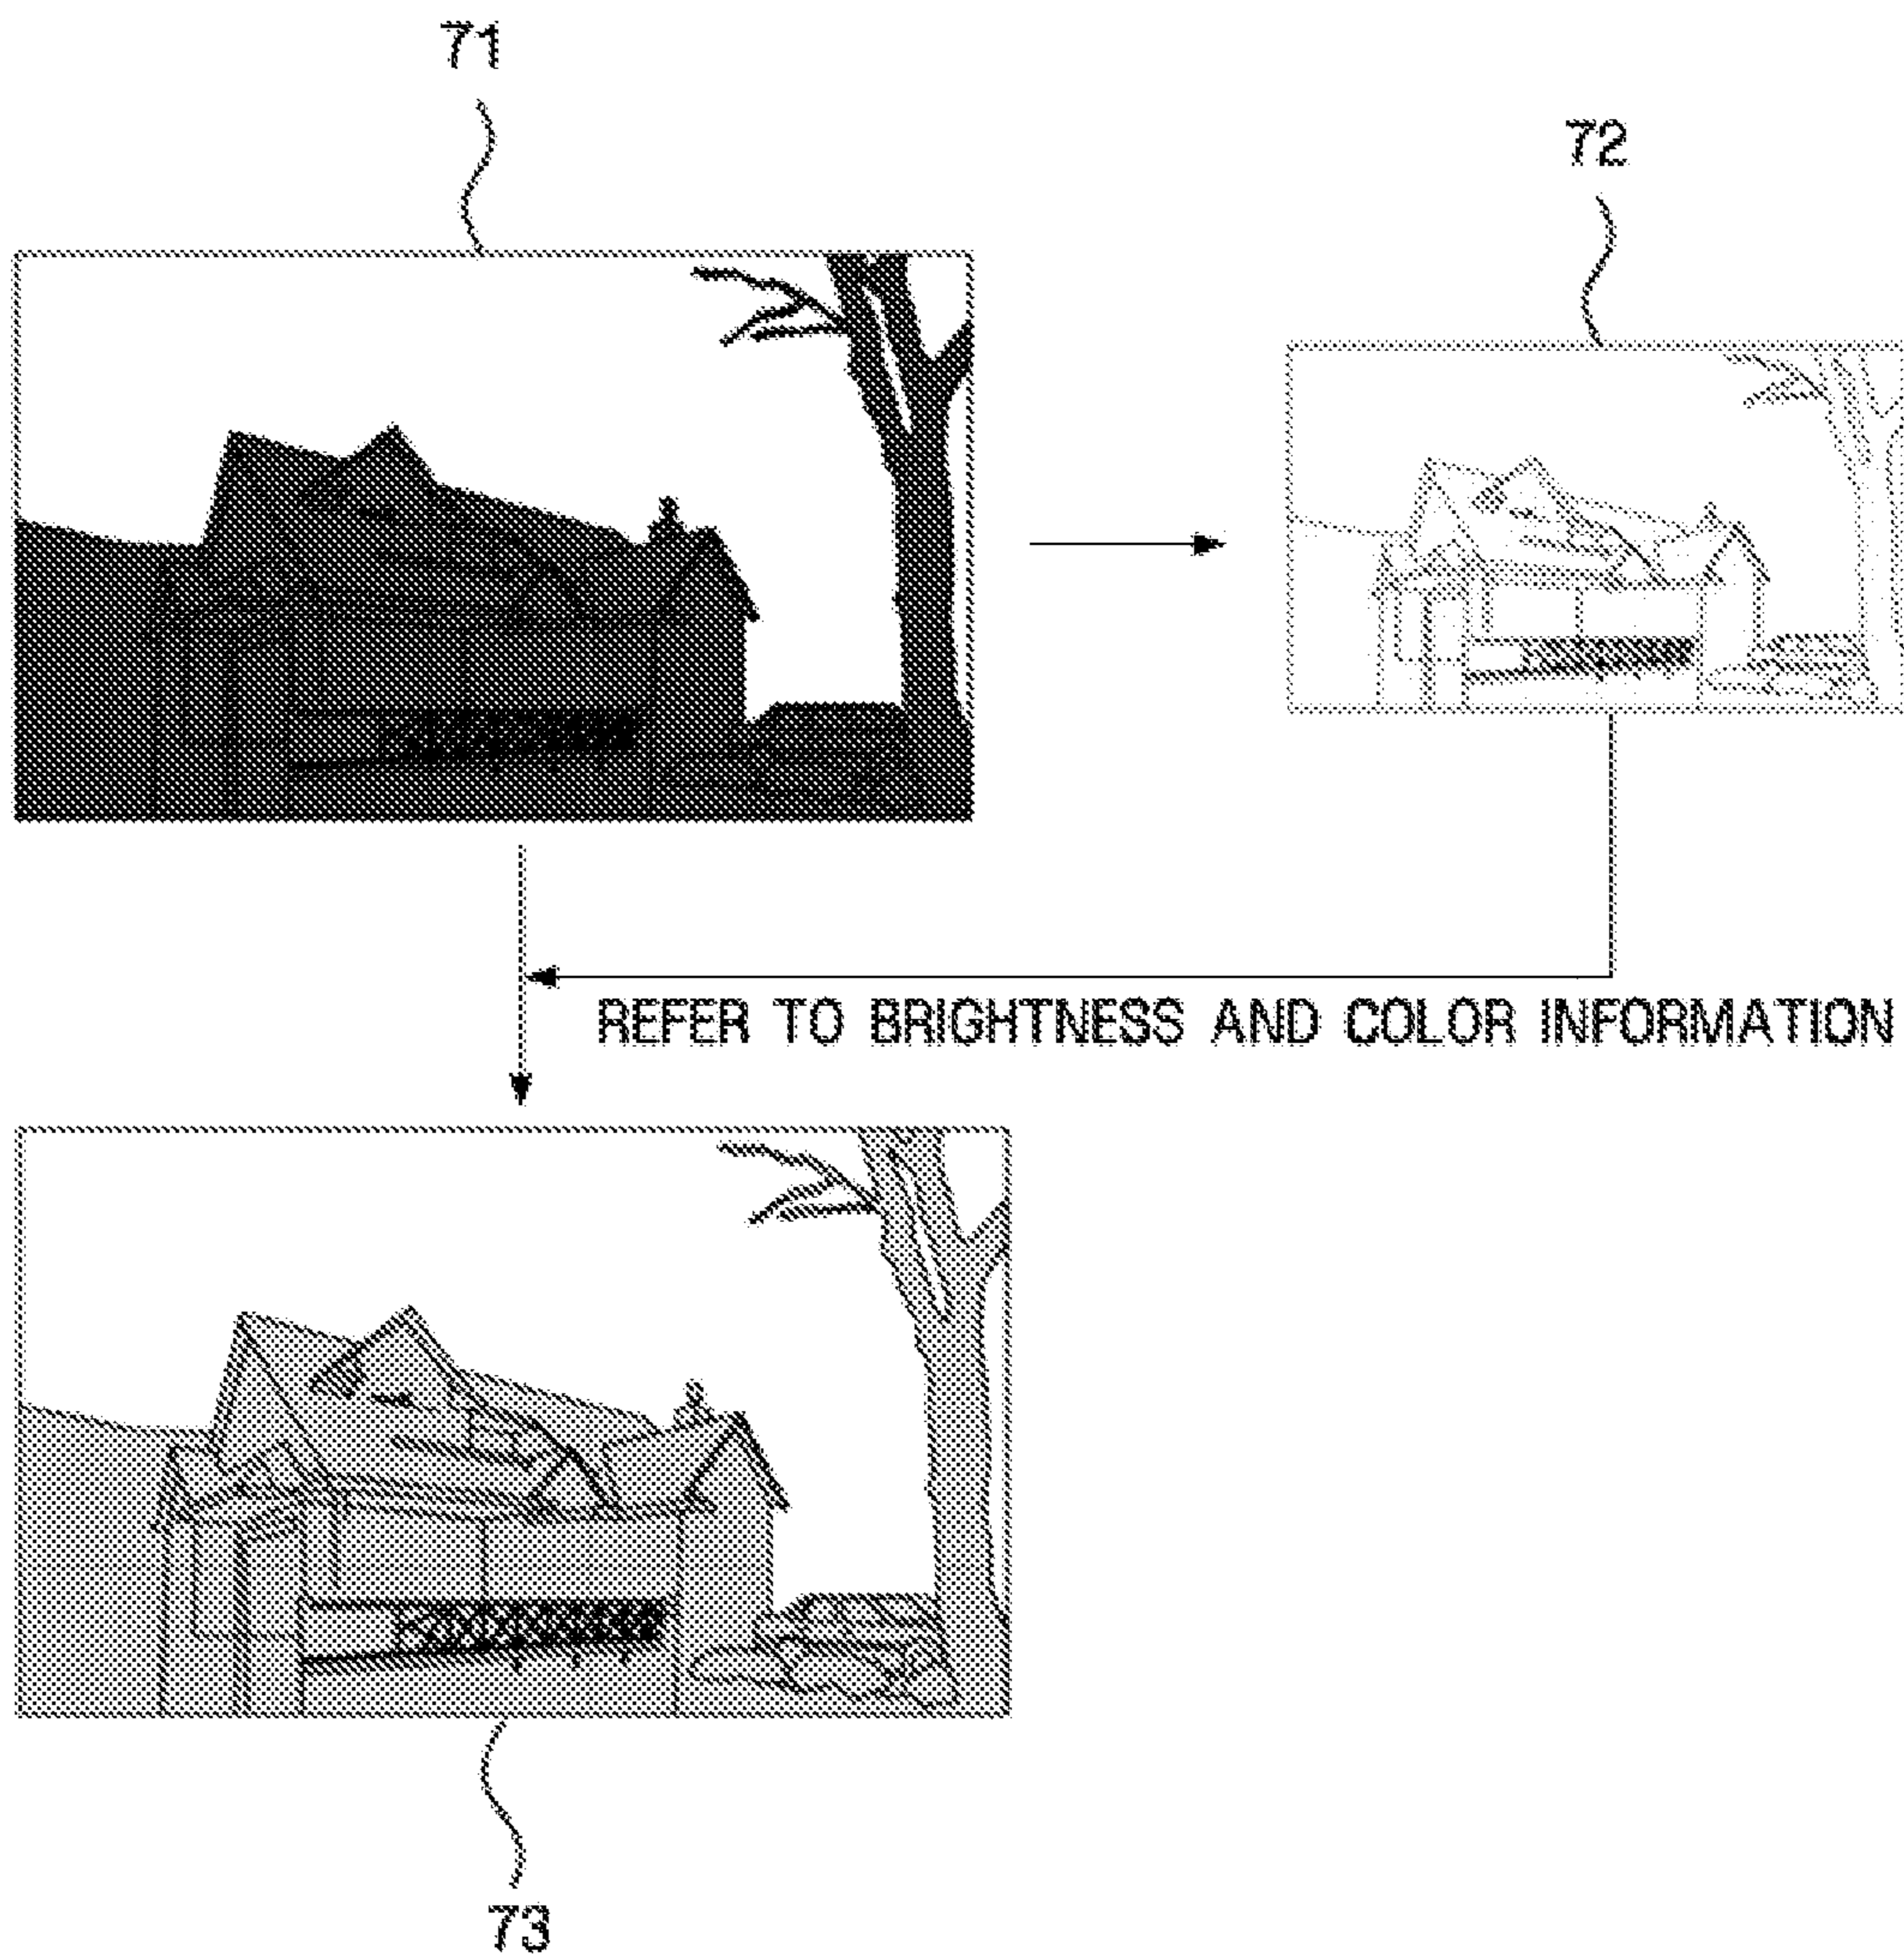 71
72
REFER TO BRIGHTNESS AND COLOR INFORMATION
73